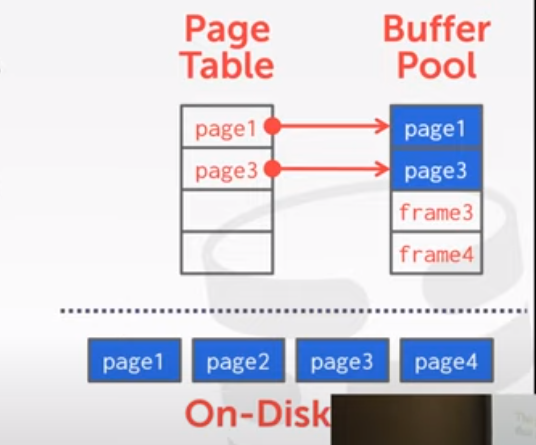 Page Table
Buffer Pool
page1
page1
page3
page3
frame3
frame4
page1 page2 page3 page4
On-Disk